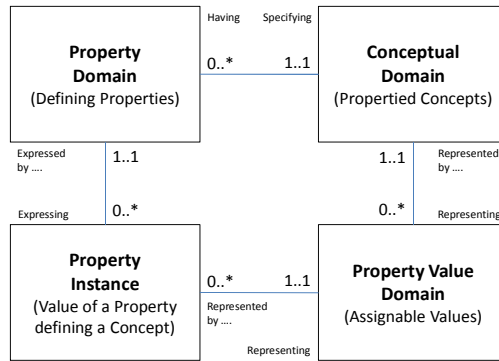 Having
Specifying
Property
Domain
(Defining Properties)
0..*
1..1
Conceptual
Domain
(Propertied Concepts)
Expressed
by ....
1..1
1..1
Represented
by ....
Expressing
0..*
0..*
Representing
Property
Instance
(Value of a Property
defining a Concept)
0..*
1..1
Represented
by ....
Representing
Property Value
Domain
(Assignable Values)